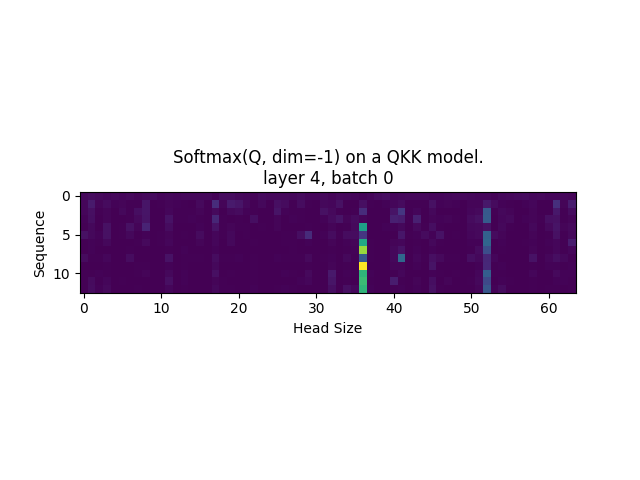 Softmax(Q, dim=-1) on a QKK model.
layer 4, batch 0
0
5
10
Sequence
0 10 20 30 40 50 60
Head Size